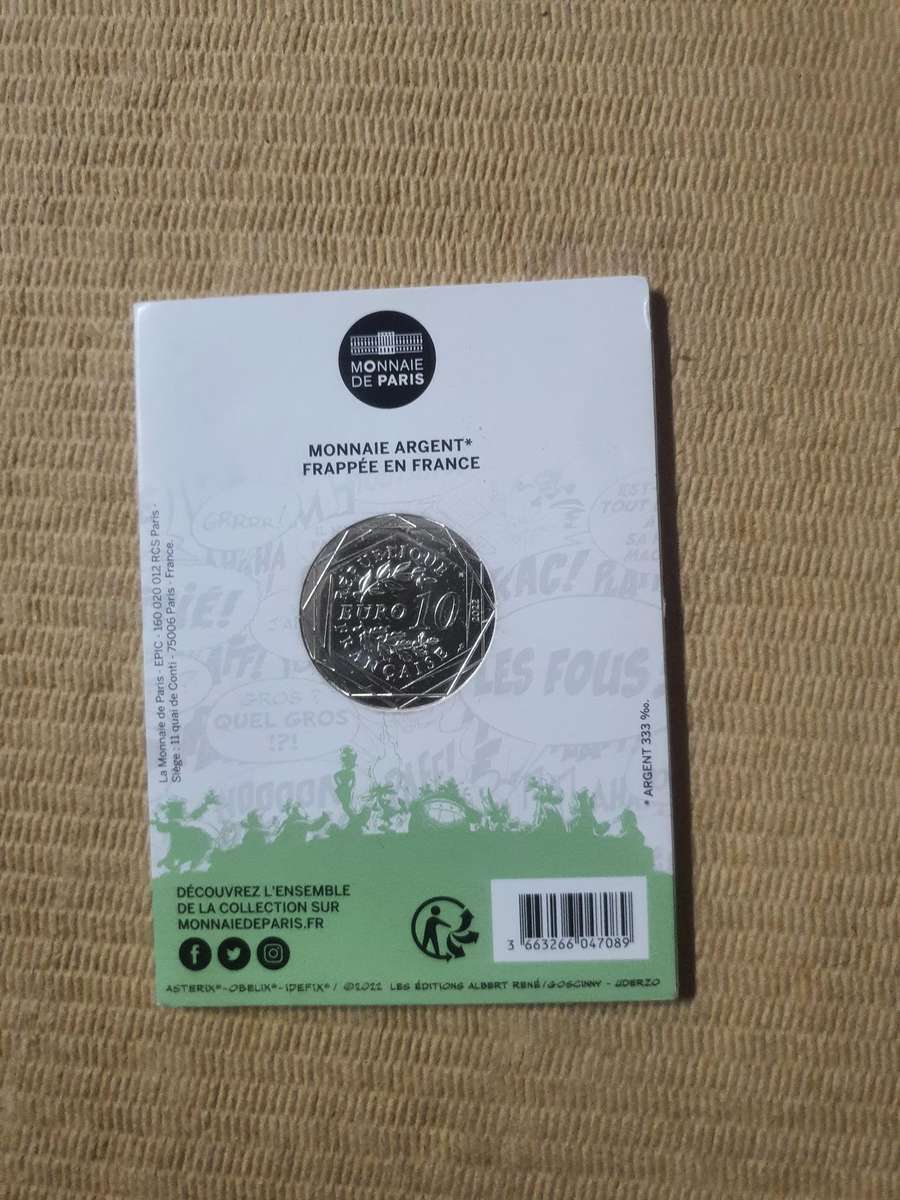 MONNAIE
DE PARIS
MONNAIE ARGENT*
FRAPPÉE EN FRANCE
La Monnaie de Paris - EPIC - 160 020 012 RCS Paris -
Siège : 11 quai de Conti - 75006 Paris - France.
GRRRR!
RÉPUBLIQUE
EURO 10
2022
FRANÇAISE
LES FOUS
GROS ?
QUEL GROS
!?!
* ARGENT 333 ‰.
DÉCOUVREZ L'ENSEMBLE
DE LA COLLECTION SUR
MONNAIEDEPARIS.FR
3 663266 047089
ASTERIX®-OBELIX®-IDEFIX® / ©2022 LES ÉDITIONS ALBERT RENÉ/GOSCINNY - UDERZO